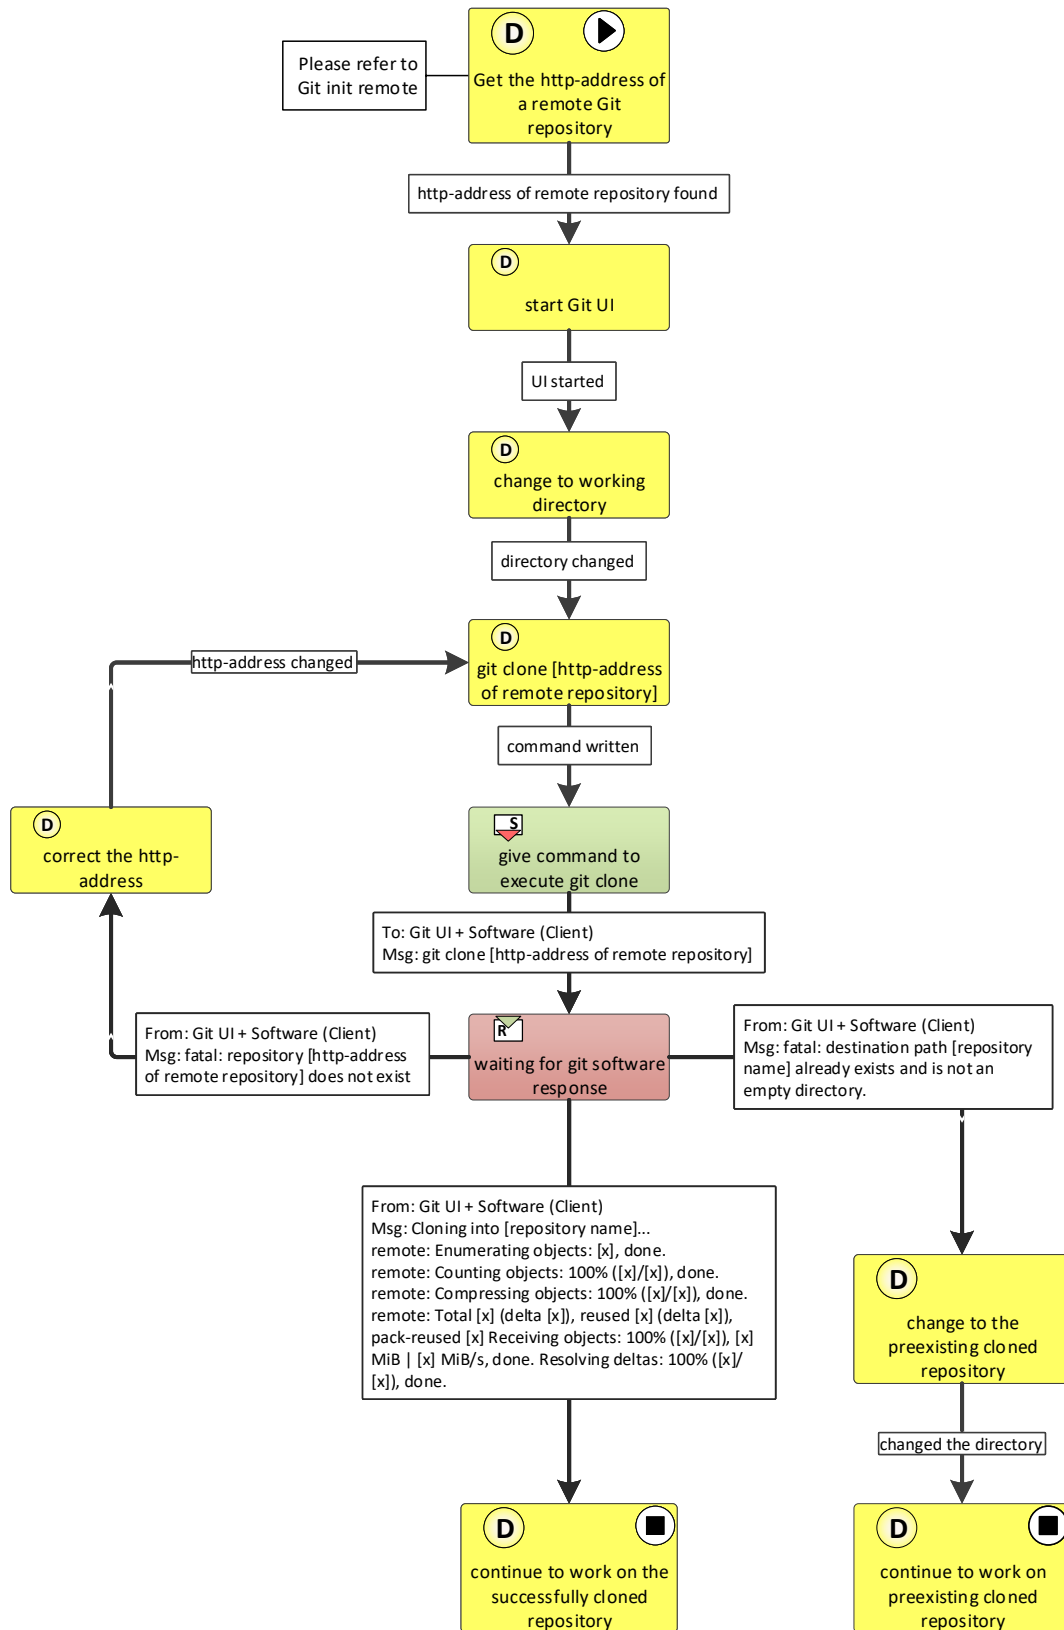 D
Please refer to
Git init remote
Get the http-address of
a remote Git
repository
http-address of remote repository found
D
start Git UI
UI started
D
change to working
directory
directory changed
D
git clone [http-address
of remote repository]
http-address changed
command written
D
correct the http-
address
S
give command to
execute git clone
To: Git UI + Software (Client)
Msg: git clone [http-address of remote repository]
From: Git UI + Software (Client)
Msg: fatal: repository [http-address
of remote repository] does not exist
R
waiting for git software
response
From: Git UI + Software (Client)
Msg: fatal: destination path [repository
name] already exists and is not an
empty directory.
From: Git UI + Software (Client)
Msg: Cloning into [repository name]...
remote: Enumerating objects: [x], done.
remote: Counting objects: 100% ([x]/[x]), done.
remote: Compressing objects: 100% ([x]/[x]), done.
remote: Total [x] (delta [x]), reused [x] (delta [x]),
pack-reused [x] Receiving objects: 100% ([x]/[x]), [x]
MiB | [x] MiB/s, done. Resolving deltas: 100% ([x]/
[x]), done.
D
change to the
preexisting cloned
repository
changed the directory
D
continue to work on the
successfully cloned
repository
D
continue to work on
preexisting cloned
repository